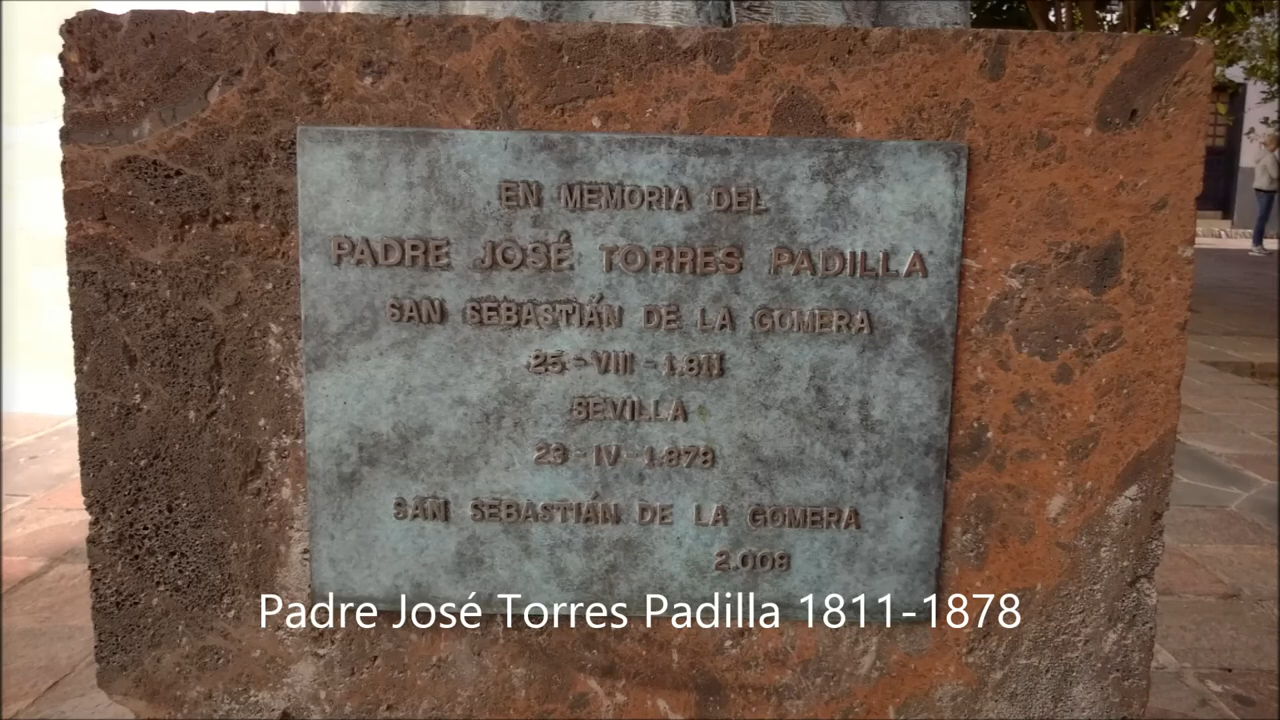 EN MEMORIA DEL
PADRE JOSÉ TORRES PADILLA
SAN SEBASTIÁN DE LA GOMERA
25-VIII-1.811
SEVILLA
23-IV-1.878
SAN SEBASTIÁN DE LA GOMERA
2.008
Padre José Torres Padilla 1811-1878